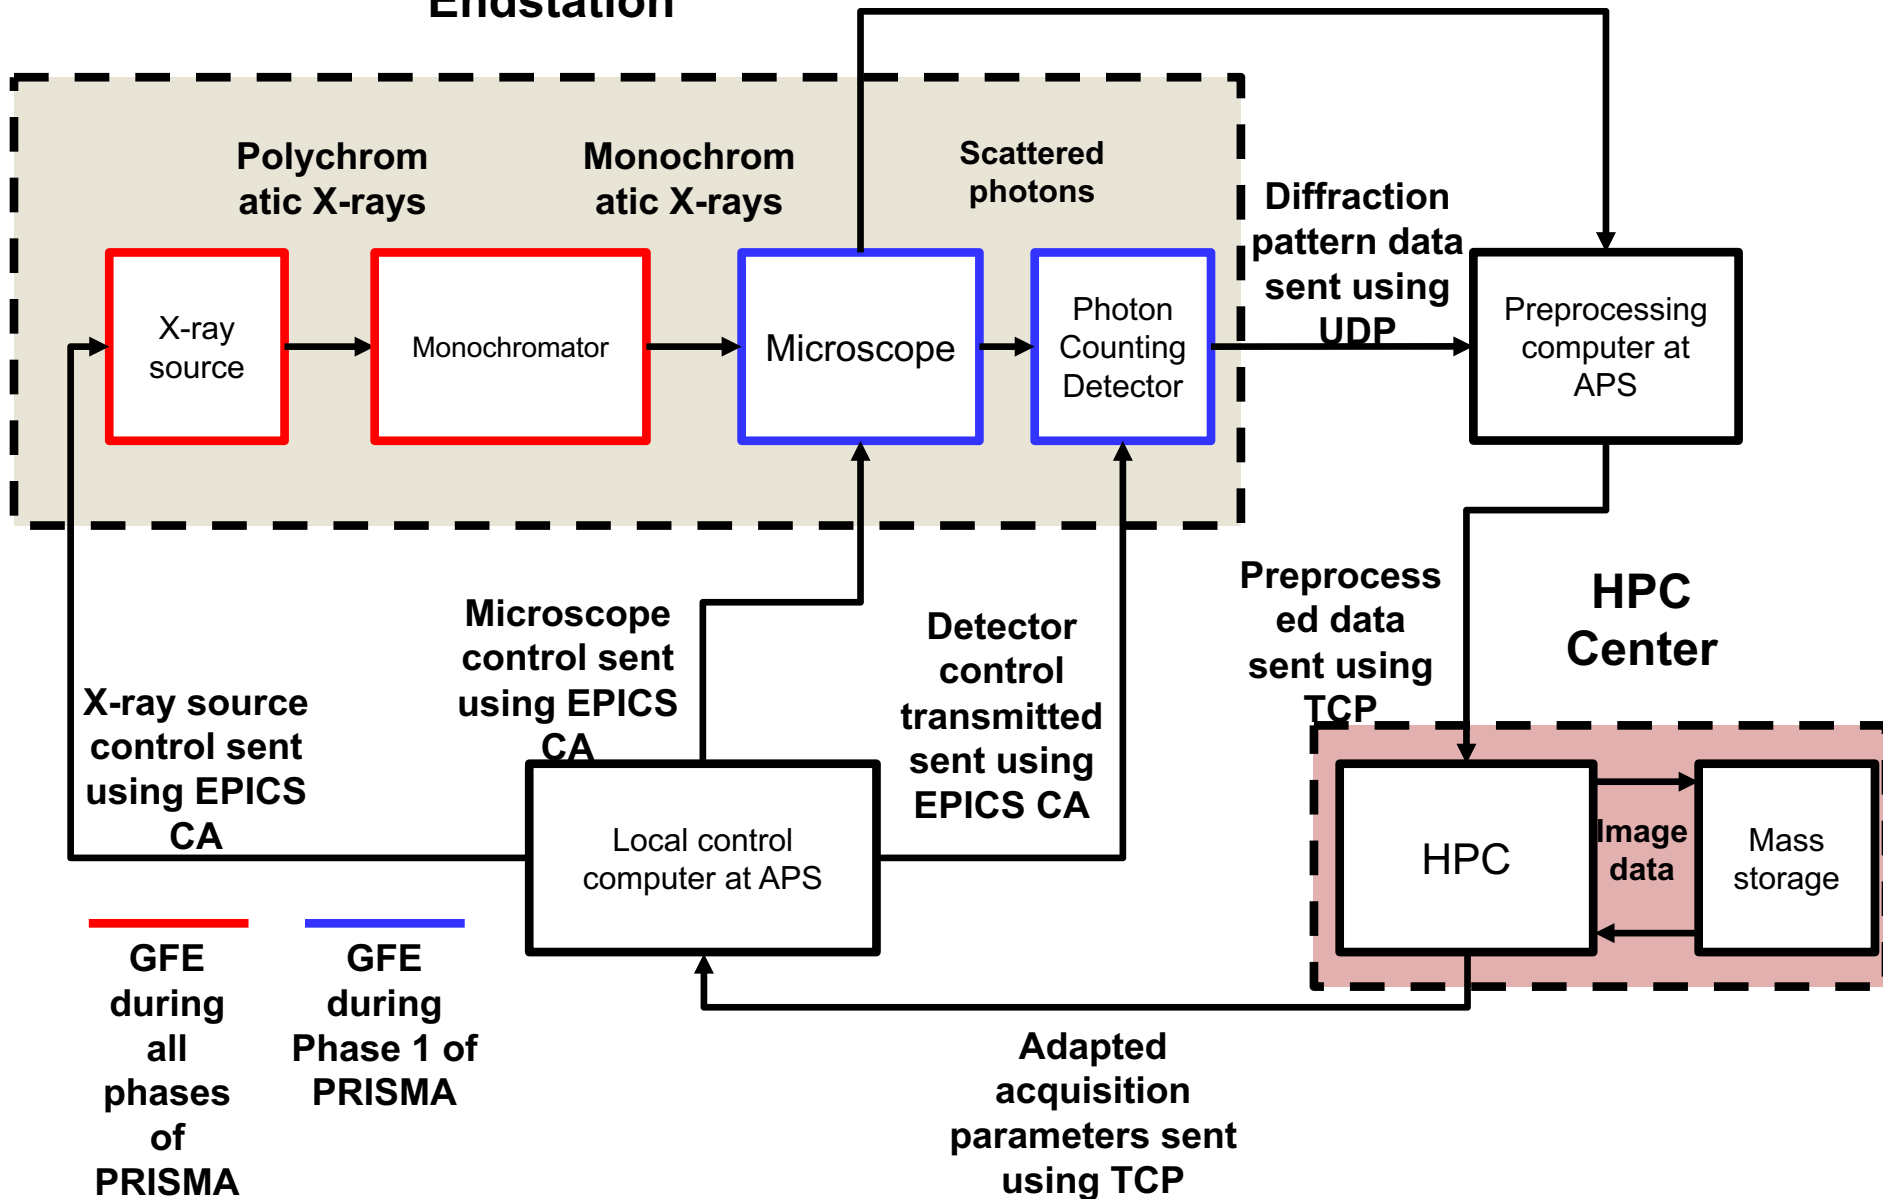 Endstation
Polychrom
atic X-rays
Monochrom
atic X-rays
Scattered
photons
Diffraction
pattern data
sent using
UDP
X-ray
source
Monochromator
Microscope
Photon
Counting
Detector
Preprocessing
computer at
APS
X-ray source
control sent
using EPICS
CA
Microscope
control sent
using EPICS
CA
Detector
control
transmitted
sent using
EPICS CA
Preprocess
ed data
sent using
TCP
HPC
Center
Local control
computer at APS
HPC
Image
data
Mass
storage
GFE
during
all
phases
of
PRISMA
GFE
during
Phase 1 of
PRISMA
Adapted
acquisition
parameters sent
using TCP